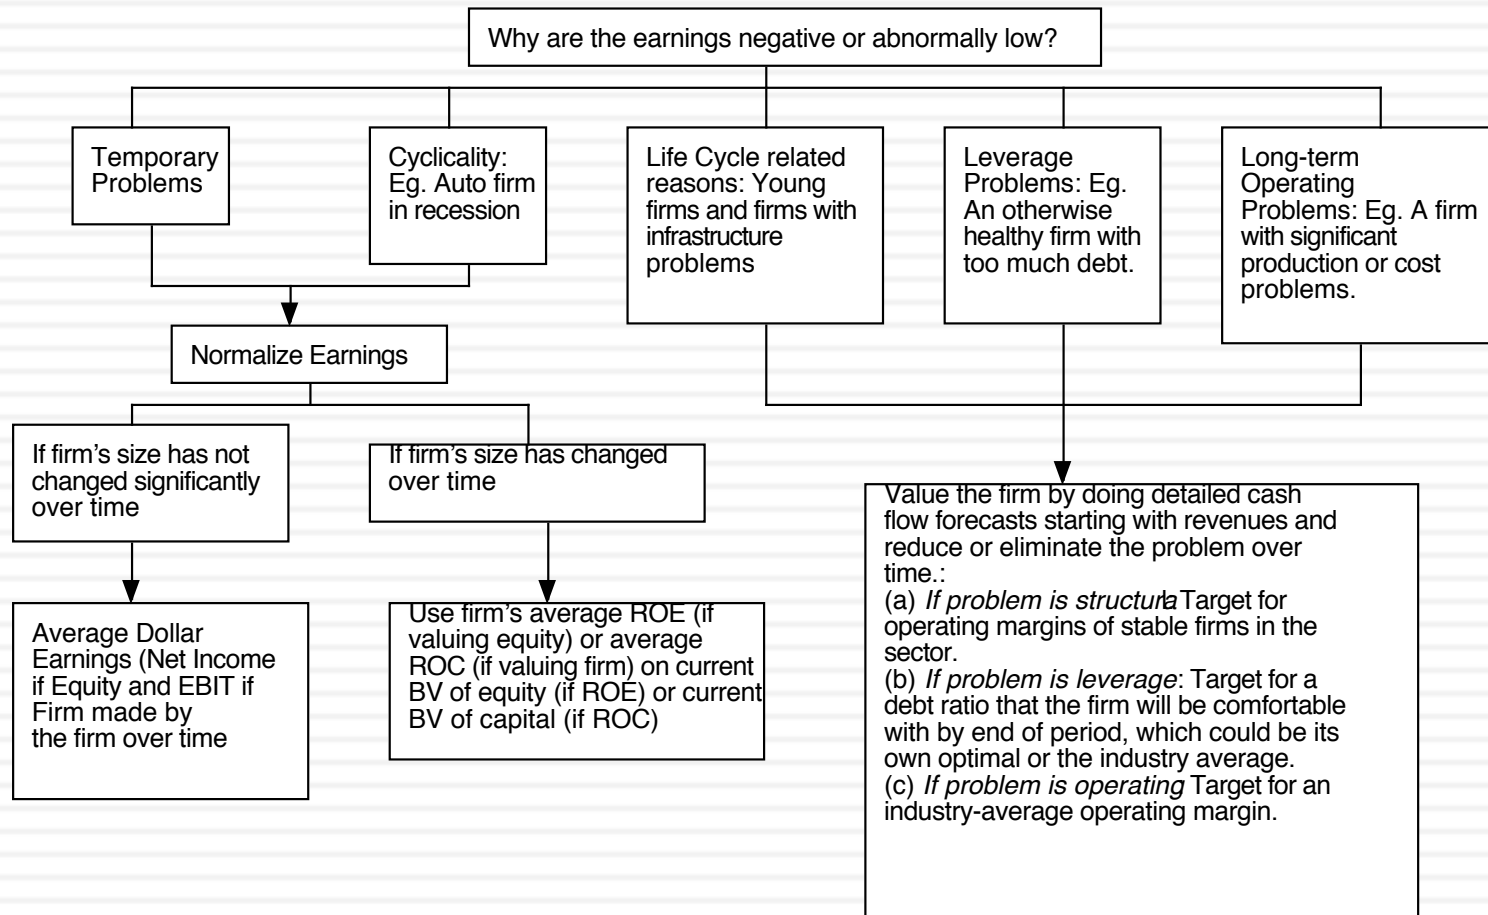 Why are the earnings negative or abnormally low?
Temporary
Problems
Cyclicality:
Eg. Auto firm
in recession
Life Cycle related
reasons: Young
firms and firms with
infrastructure
problems
Leverage
Problems: Eg.
An otherwise
healthy firm with
too much debt.
Long-term
Operating
Problems: Eg. A firm
with significant
production or cost
problems.
Normalize Earnings
If firm's size has not
changed significantly
over time
If firm's size has changed
over time
Average Dollar
Earnings (Net Income
if Equity and EBIT if
Firm made by
the firm over time
Use firm's average ROE (if
valuing equity) or average
ROC (if valuing firm) on current
BV of equity (if ROE) or current
BV of capital (if ROC)
Value the firm by doing detailed cash
flow forecasts starting with revenues and
reduce or eliminate the problem over
time.:
(a) If problem is structural: Target for
operating margins of stable firms in the
sector.
(b) If problem is leverage: Target for a
debt ratio that the firm will be comfortable
with by end of period, which could be its
own optimal or the industry average.
(c) If problem is operating Target for an
industry-average operating margin.